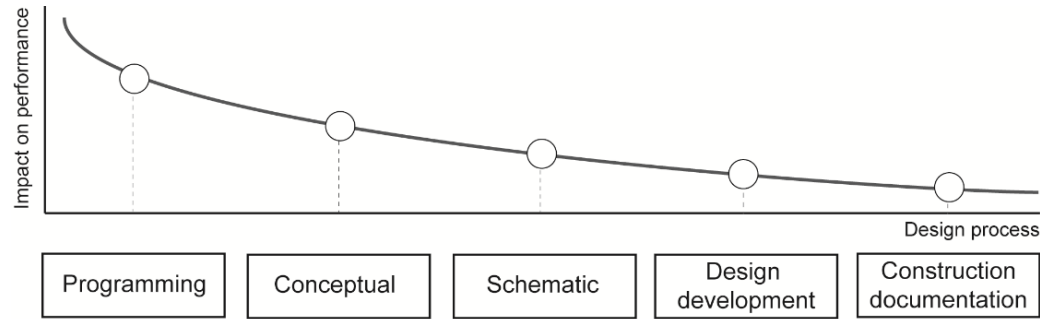 Impact on performance
Design process
Programming
Conceptual
Schematic
Design
development
Construction
documentation